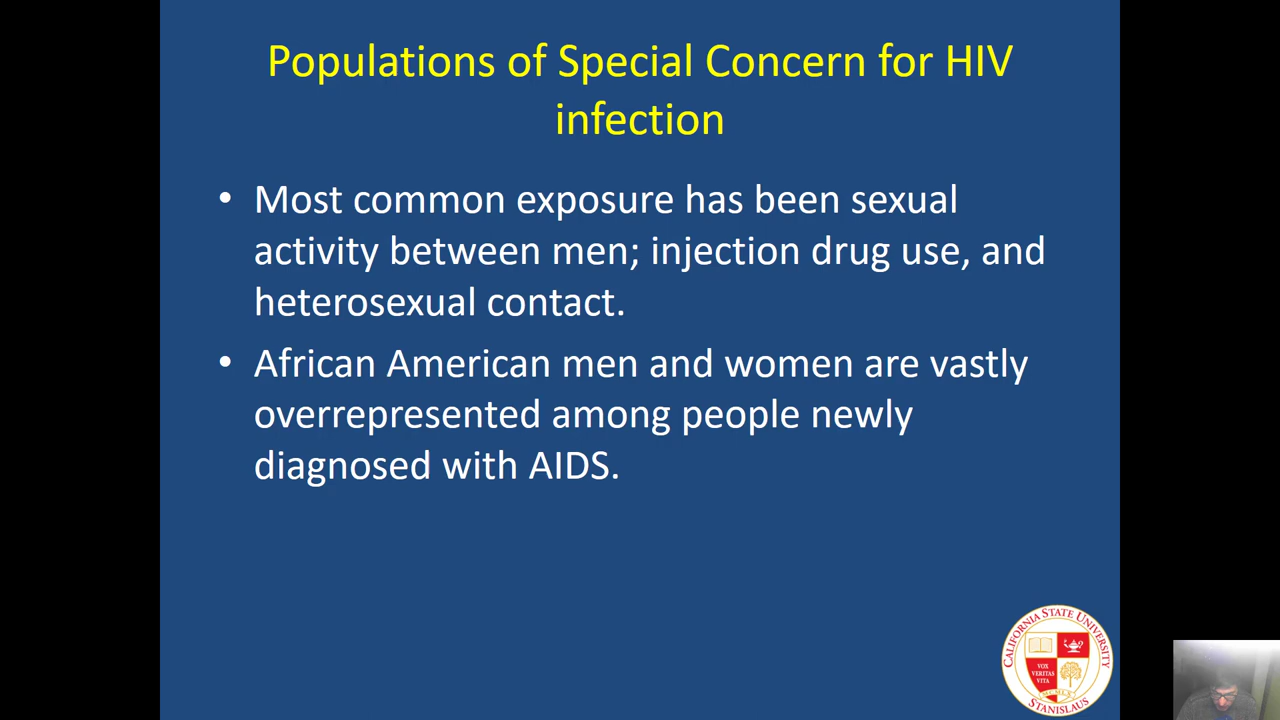 Populations of Special Concern for HIV
infection
• Most common exposure has been sexual
activity between men; injection drug use, and
heterosexual contact.
• African American men and women are vastly
overrepresented among people newly
diagnosed with AIDS.
CALIFORNIA STATE UNIVERSITY
VOX
VERITAS
VITA
STANISLAUS